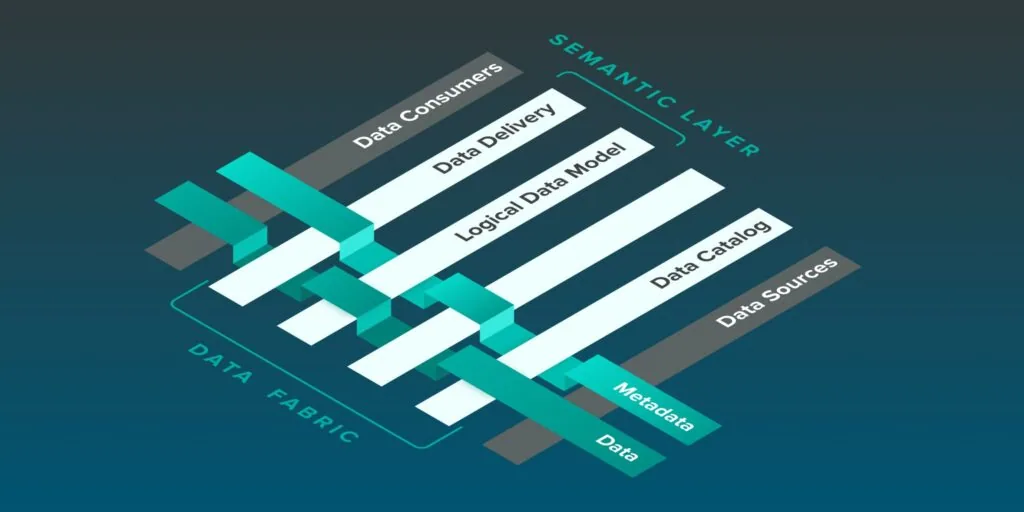 SEMANTIC LAYER
Data Consumers
Data Delivery
Logical Data Model
Data Catalog
Data Sources
Metadata
Data
DATA FABRIC